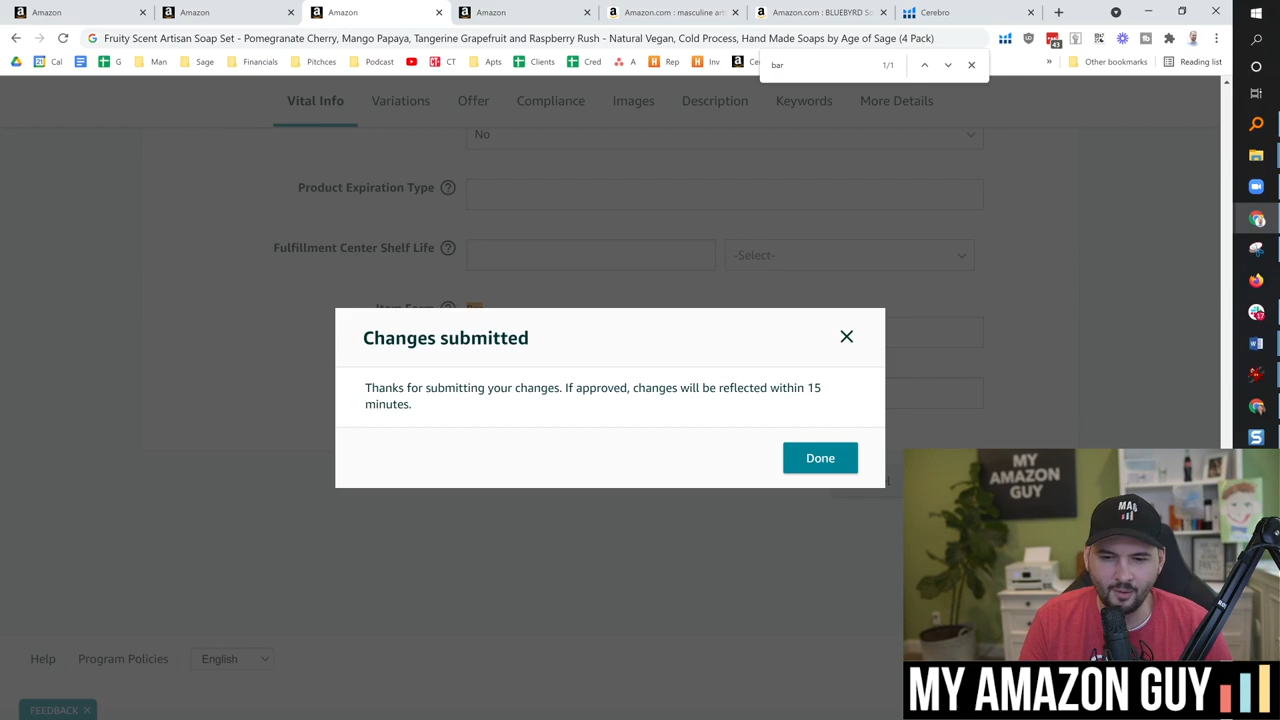 Amazon
Amazon
Amazon
Amazon
Amazon.com : masculine art
Amazon.com : BLUEBYRD So
Cerebro
Fruity Scent Artisan Soap Set - Pomegranate Cherry, Mango Papaya, Tangerine Grapefruit and Raspberry Rush - Natural Vegan, Cold Process, Hand Made Soaps by Age of Sage (4 Pack)
43
Cal
G
Man
Sage
Financials
Pitchces
Podcast
CT
Apts
Clients
Cred
A
Rep
Inv
Cer
Other bookmarks
Reading list
bar
1/1
Vital Info
Variations
Offer
Compliance
Images
Description
Keywords
More Details
No
Product Expiration Type
Fulfillment Center Shelf Life
-Select-
Item Form
Changes submitted
Thanks for submitting your changes. If approved, changes will be reflected within 15
minutes.
Done
Help
Program Policies
English
FEEDBACK
MY
AMAZON
GUY
MY AMAZON GUY